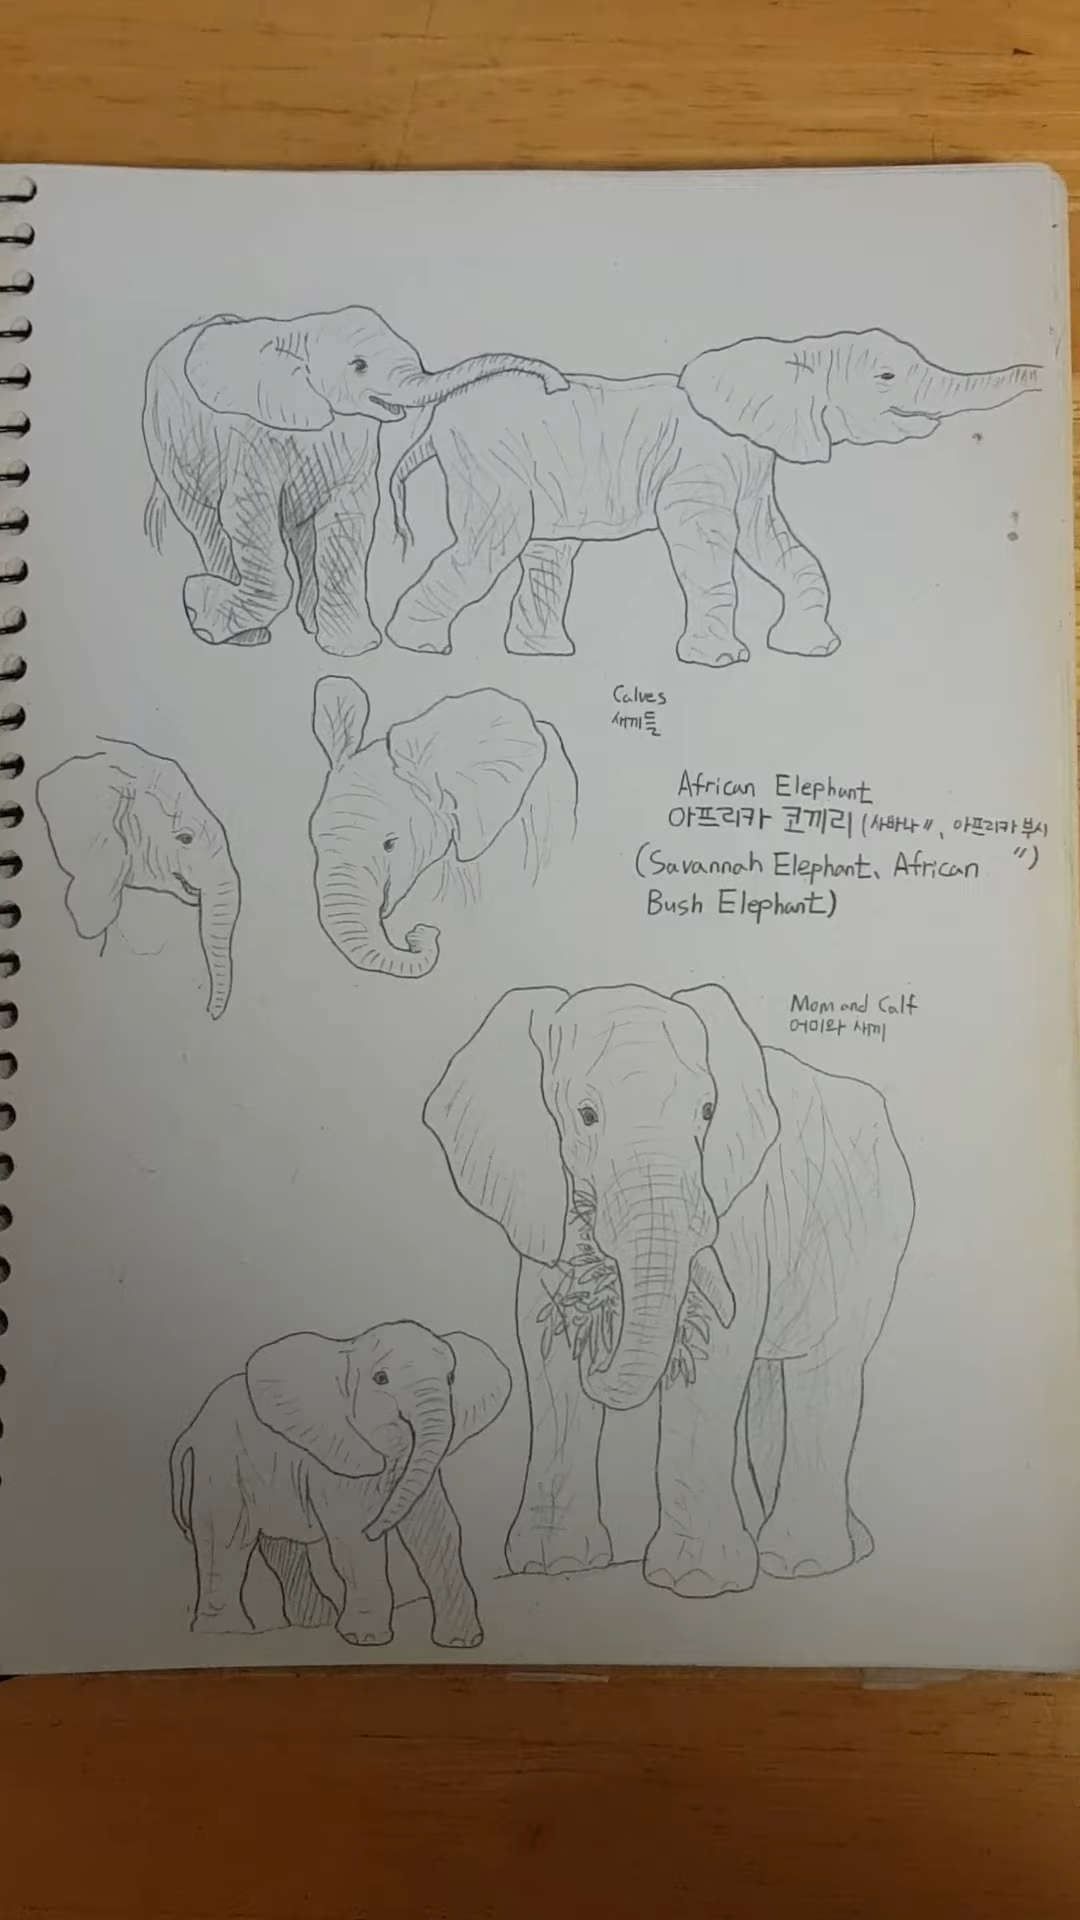 Calves
새끼들
African Elephant
아프리카 코끼리 (사바나〃, 아프리카 부시
〃)
(Savannah Elephant, African
Bush Elephant)
Mom and Calf
어미와 새끼